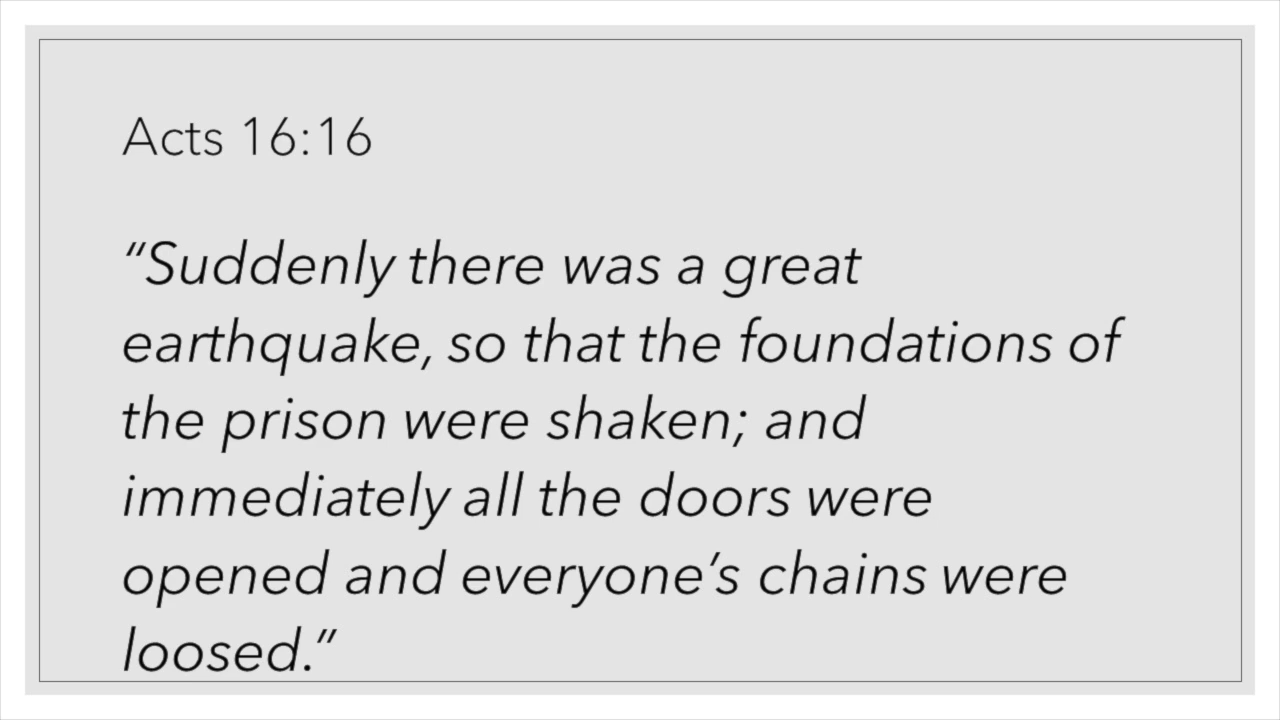 Acts 16:16
“Suddenly there was a great
earthquake, so that the foundations of
the prison were shaken; and
immediately all the doors were
opened and everyone’s chains were
loosed.”